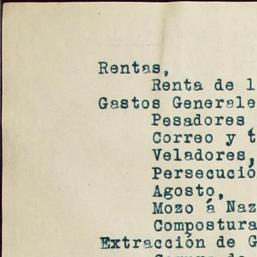 Rentas,
Renta de l
Gastos Generale
Pesadores
Correo y t
Veladores,
Persecució
Agosto,
Mozo á Naz
Compostura
Extracción de G